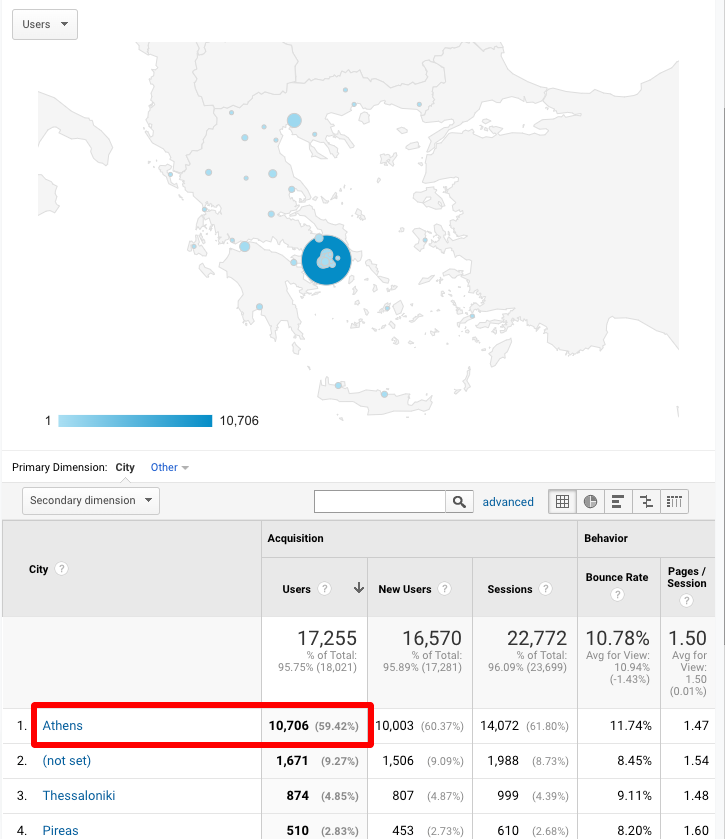 Users
1 10,706
Primary Dimension: City Other
Secondary dimension advanced
Acquisition Behavior
City ? Users ? New Users ? Sessions ? Bounce Rate ? Pages / Session ?
17,255 16,570 22,772 10.78% 1.50
% of Total: % of Total: % of Total: Avg for View: Avg for View:
95.75% (18,021) 95.89% (17,281) 96.09% (23,699) 10.94% 1.50
(-1.43%) (0.01%)
1. Athens 10,706 (59.42%) 10,003 (60.37%) 14,072 (61.80%) 11.74% 1.47
2. (not set) 1,671 (9.27%) 1,506 (9.09%) 1,988 (8.73%) 8.45% 1.54
3. Thessaloniki 874 (4.85%) 807 (4.87%) 999 (4.39%) 9.11% 1.48
4. Pireas 510 (2.83%) 453 (2.73%) 610 (2.68%) 8.20% 1.60